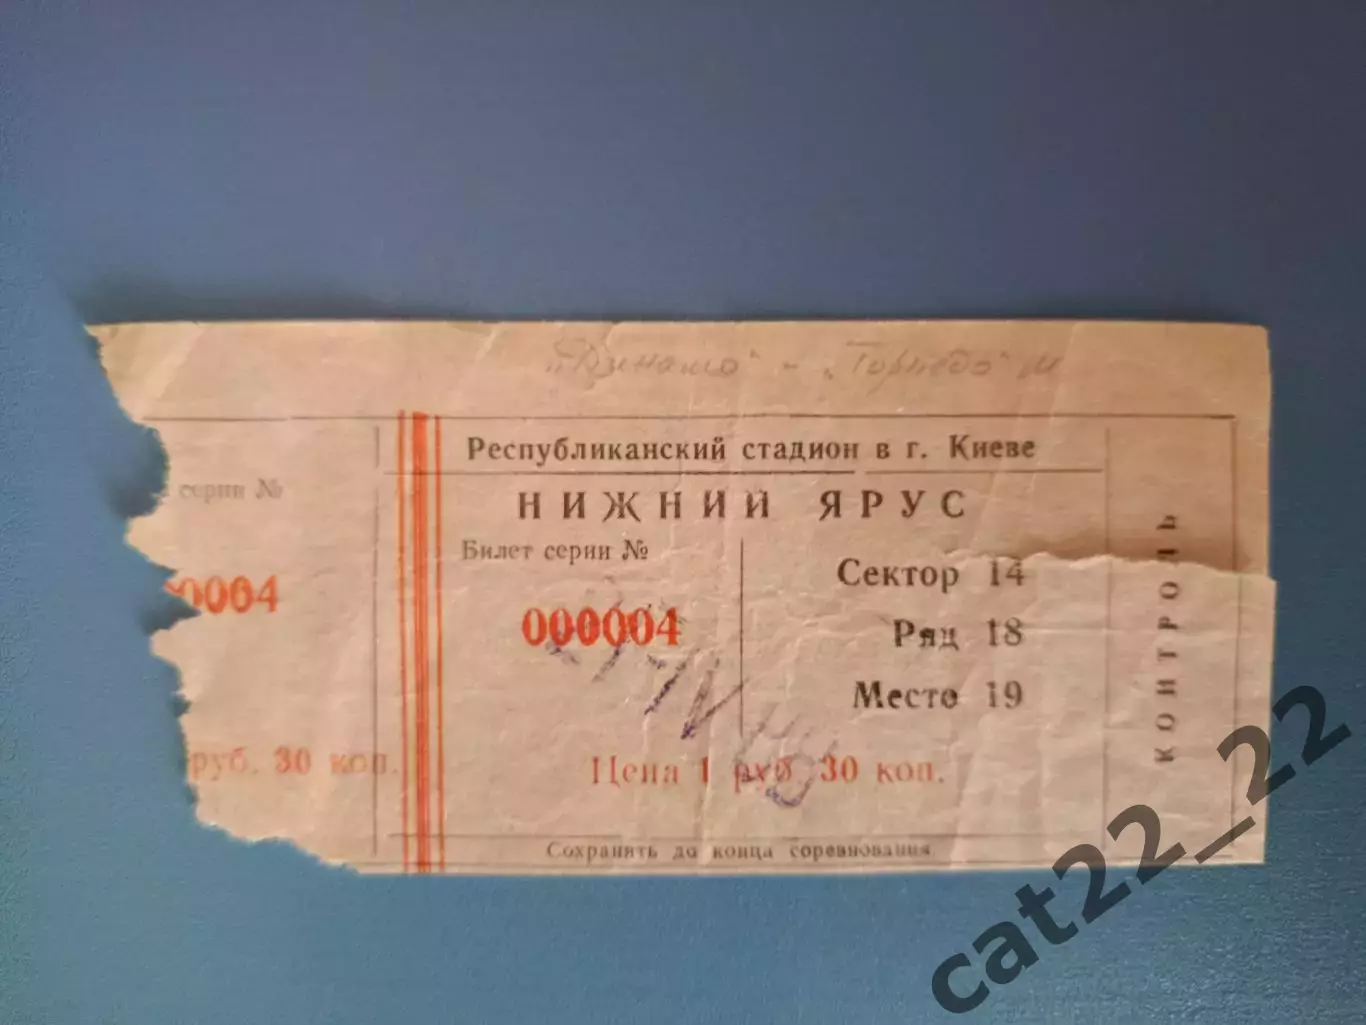 „Динамо“ - „Торпедо“ М
Республиканский стадион в г. Киеве
НИЖНИЙ ЯРУС
серии №
Билет серии №
Сектор 14
00004
000004
Ряд 18
Место 19
руб. 30 коп.
Цена 1 руб. 30 коп.
Сохранять до конца соревнования
КОНТРОЛЬ
cat22_22